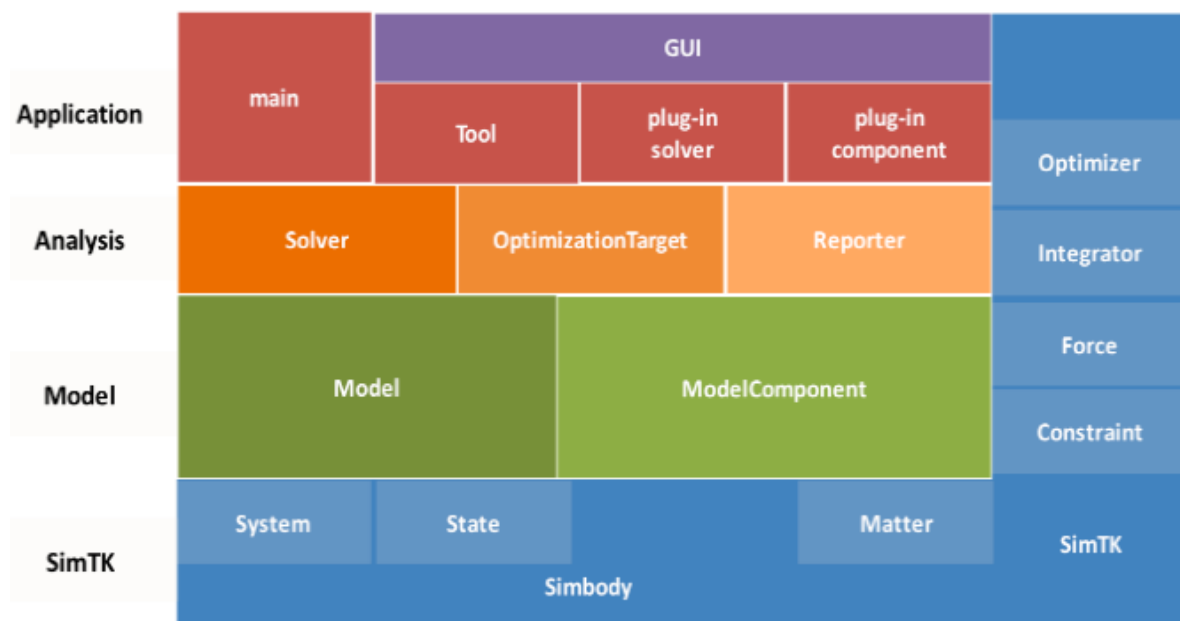 GUI
main
Application
Tool
plug-in
solver
plug-in
component
Optimizer
Analysis
Solver
OptimizationTarget
Reporter
Integrator
Model
Model
ModelComponent
Force
Constraint
SimTK
System
State
Matter
SimTK
Simbody